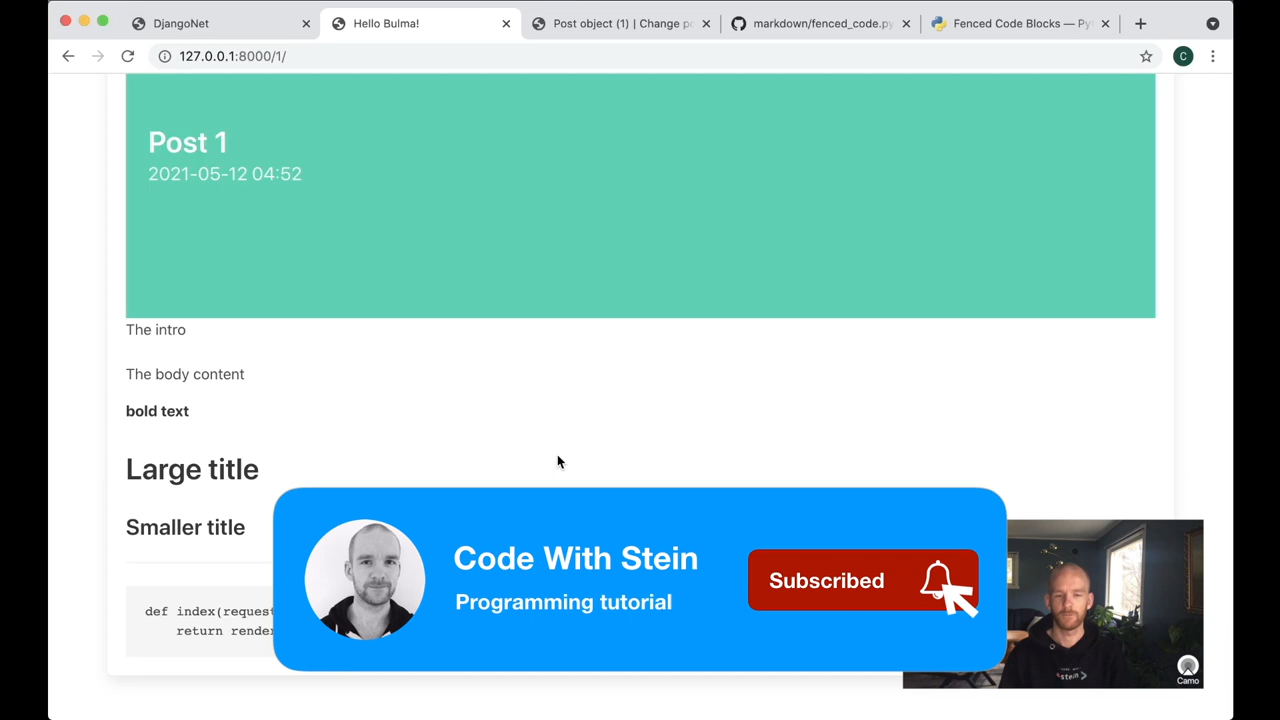 DjangoNet
Hello Bulma!
Post object (1) | Change po
markdown/fenced_code.py
Fenced Code Blocks — Py
127.0.0.1:8000/1/
C
Post 1
2021-05-12 04:52
The intro
The body content
bold text
Large title
Smaller title
def index(request
return render
Code With Stein
Programming tutorial
Subscribed
stein>
Camo